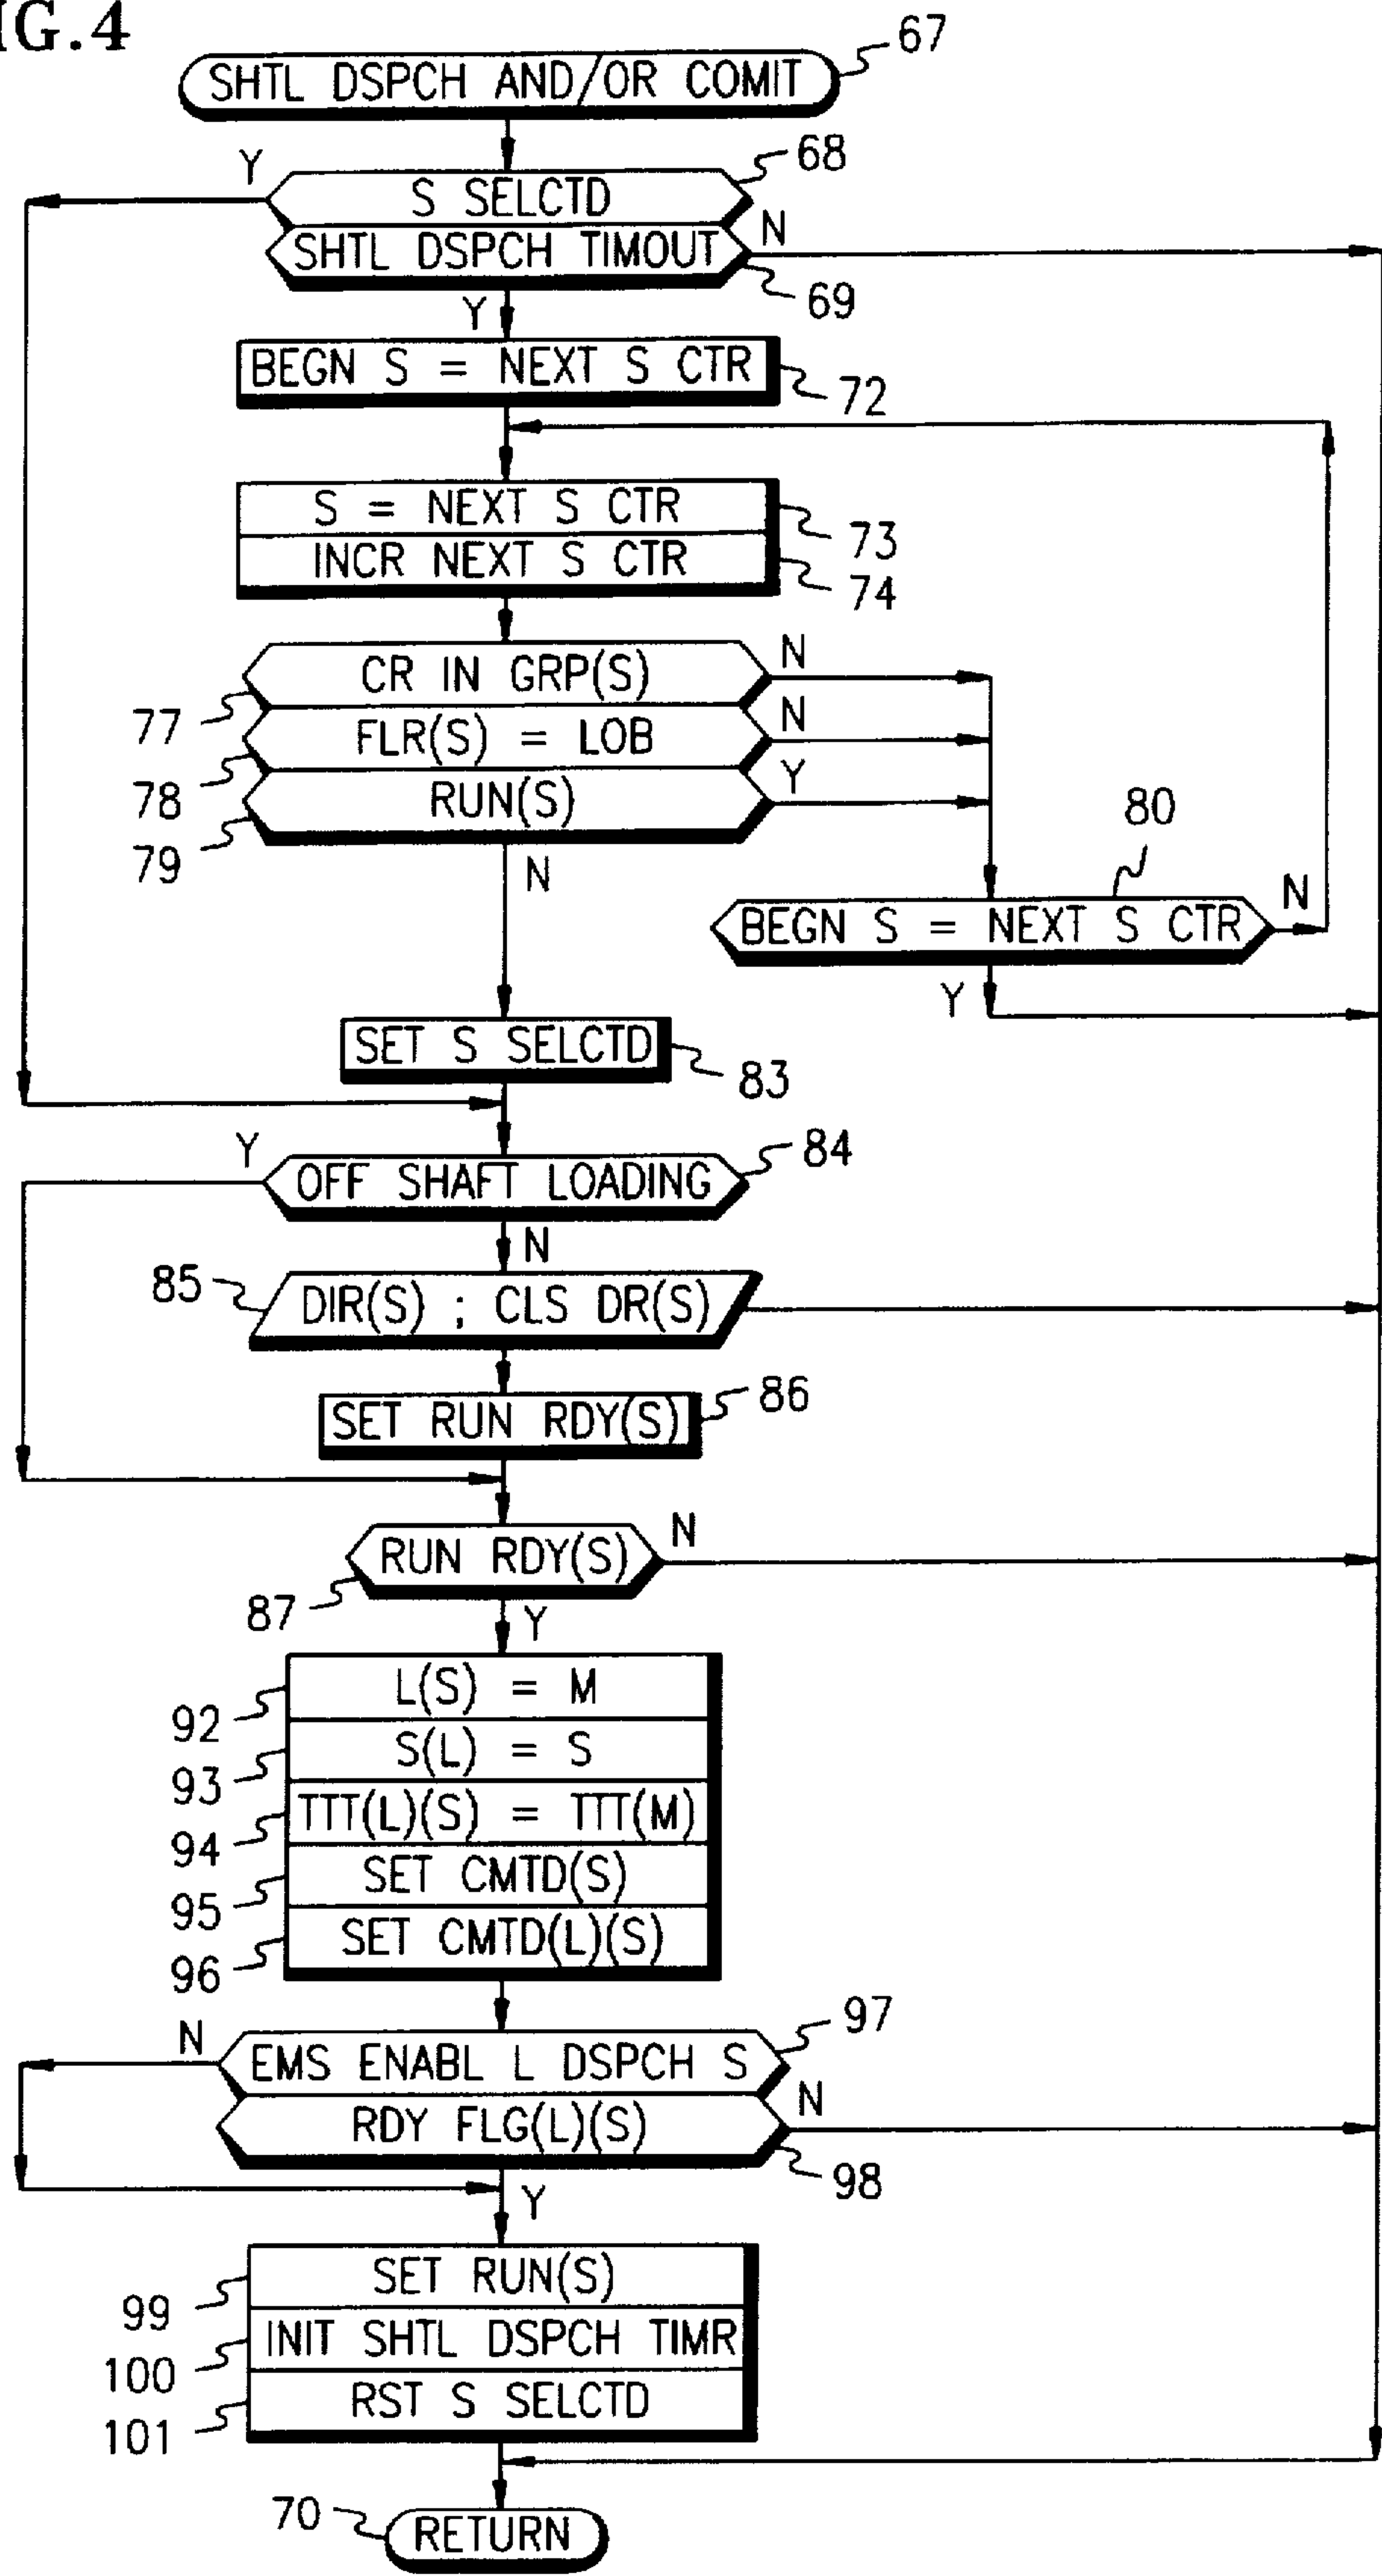 IG.4
SHTL DSPCH AND/OR COMIT
67
Y
S SELCTD
68
SHTL DSPCH TIMOUT
N
69
Y
BEGN S = NEXT S CTR
72
S = NEXT S CTR
73
INCR NEXT S CTR
74
CR IN GRP(S)
N
77
FLR(S) = LOB
N
78
RUN(S)
Y
79
N
80
BEGN S = NEXT S CTR
N
Y
SET S SELCTD
83
Y
OFF SHAFT LOADING
84
N
85
DIR(S) ; CLS DR(S)
SET RUN RDY(S)
86
RUN RDY(S)
N
87
Y
L(S) = M
92
S(L) = S
93
TTT(L)(S) = TTT(M)
94
SET CMTD(S)
95
SET CMTD(L)(S)
96
N
EMS ENABL L DSPCH S
97
RDY FLG(L)(S)
N
98
Y
SET RUN(S)
99
INIT SHTL DSPCH TIMR
100
RST S SELCTD
101
70
RETURN